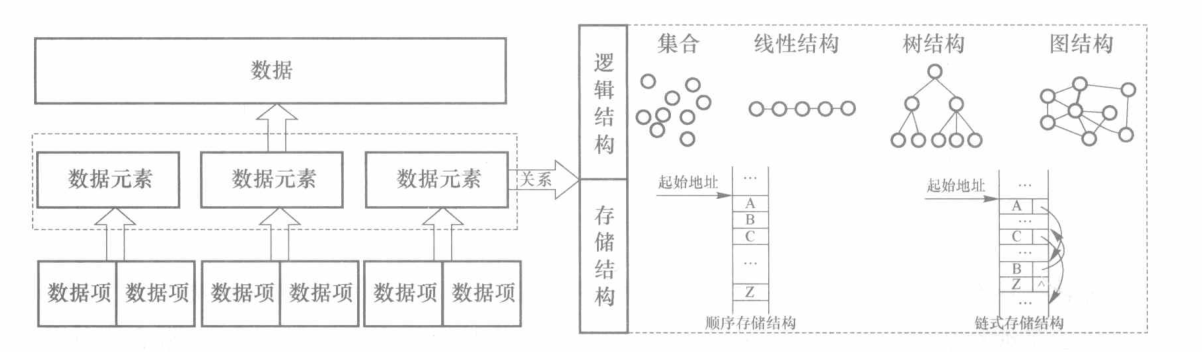 数据
数据元素 数据元素 数据元素
关系
数据项 数据项 数据项 数据项 数据项 数据项
逻辑结构
集合 线性结构 树结构 图结构
存储结构
起始地址
…
A
B
C
…
Z
顺序存储结构
起始地址
…
A
…
C
…
B
Z ^
…
链式存储结构